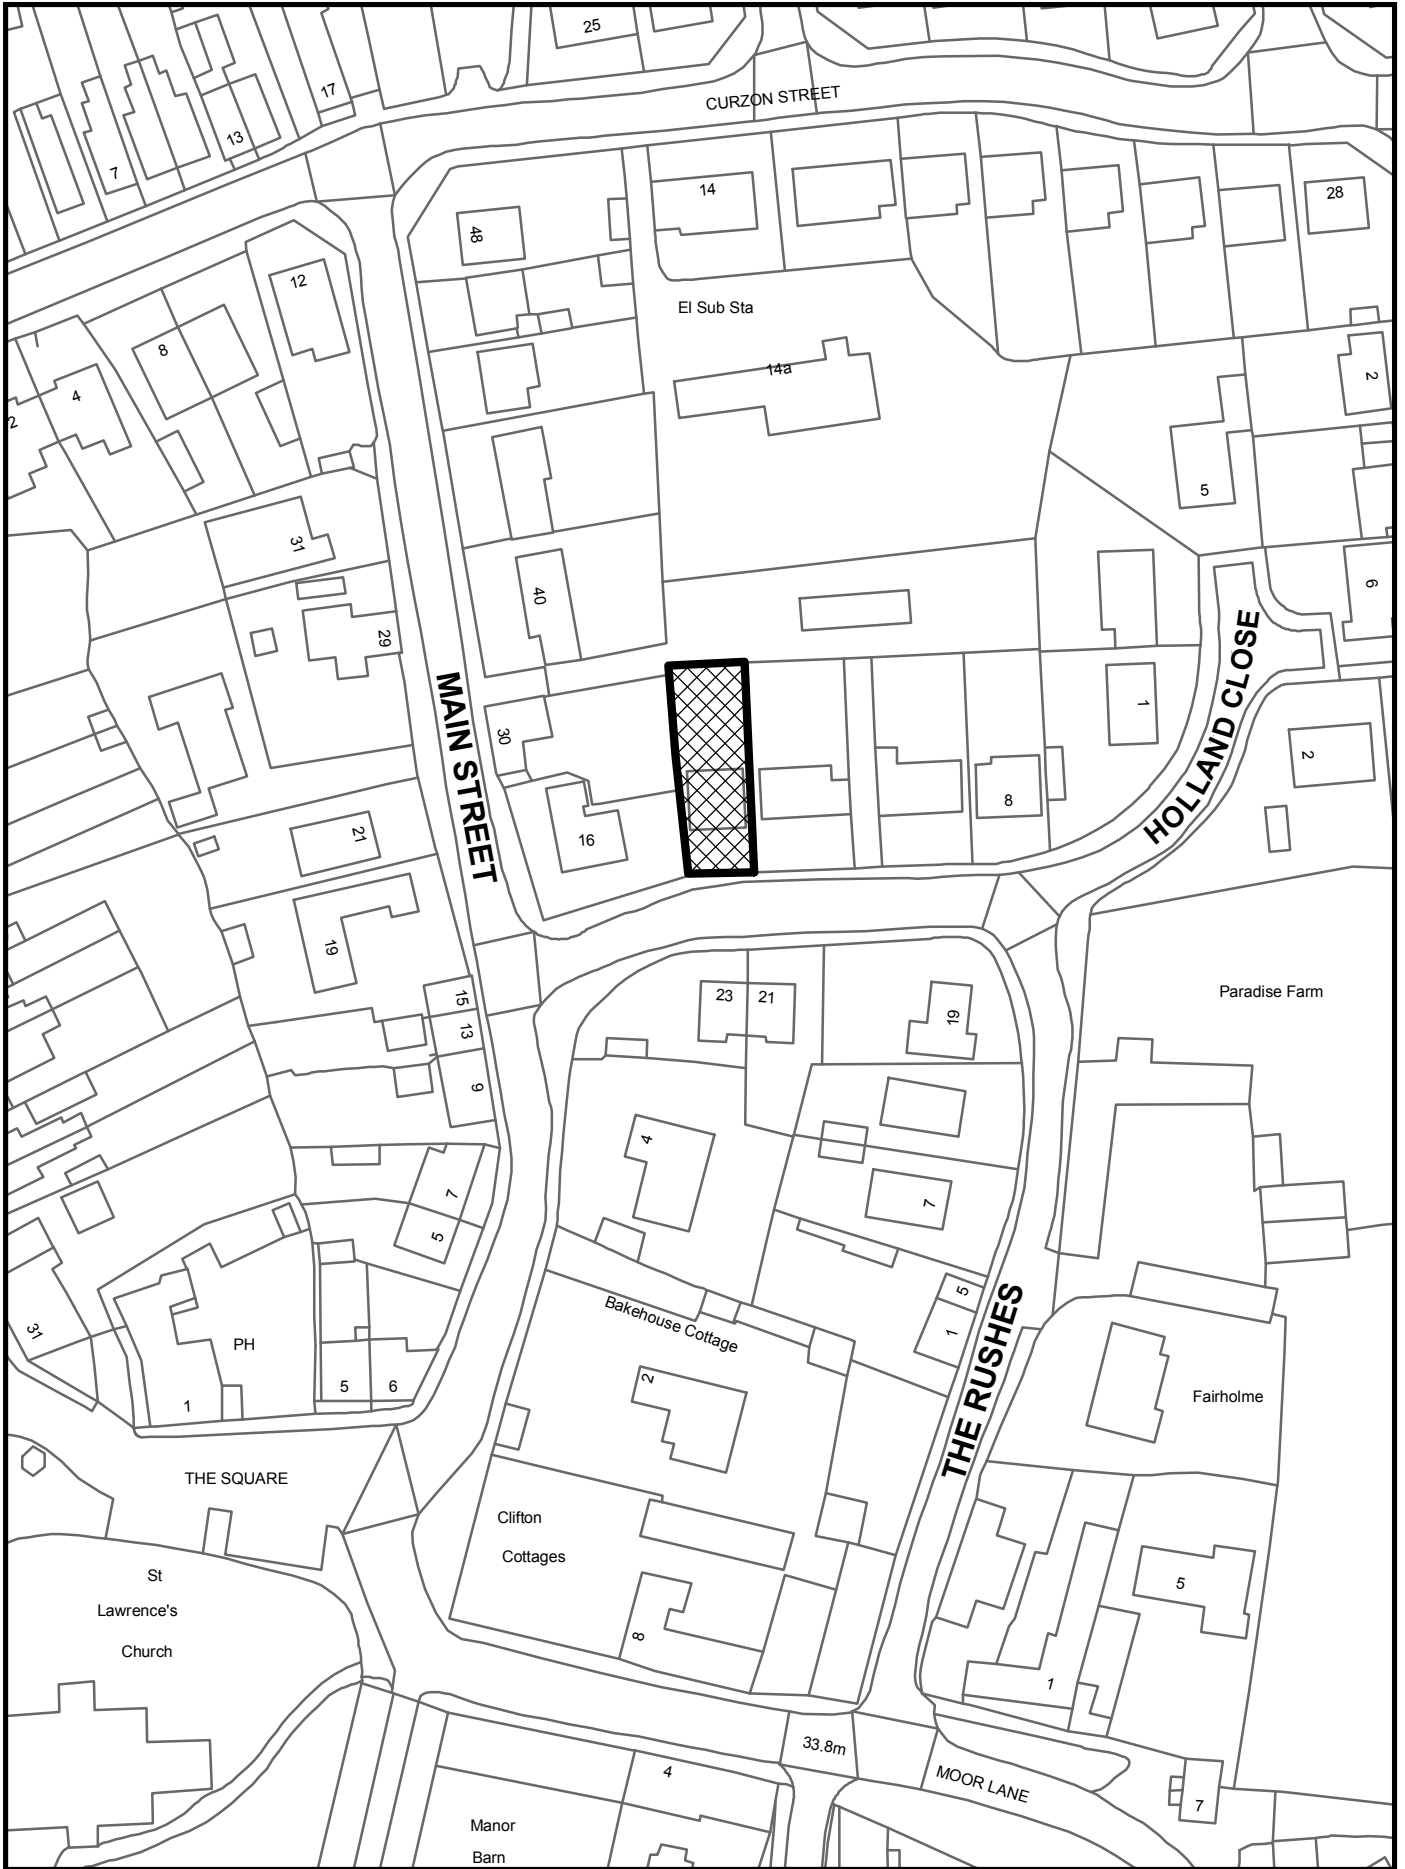 25
CURZON STREET
17
13
7
14
28
48
12
El Sub Sta
8
14a
2
4
2
5
31
40
6
29
HOLLAND CLOSE
MAIN STREET
1
30
2
8
21
16
19
Paradise Farm
15
23
21
19
13
9
4
7
7
5
5
Bakehouse Cottage
1
31
PH
THE RUSHES
2
5
6
1
Fairholme
THE SQUARE
Clifton
Cottages
St
5
Lawrence's
8
Church
1
33.8m
4
MOOR LANE
7
Manor
Barn